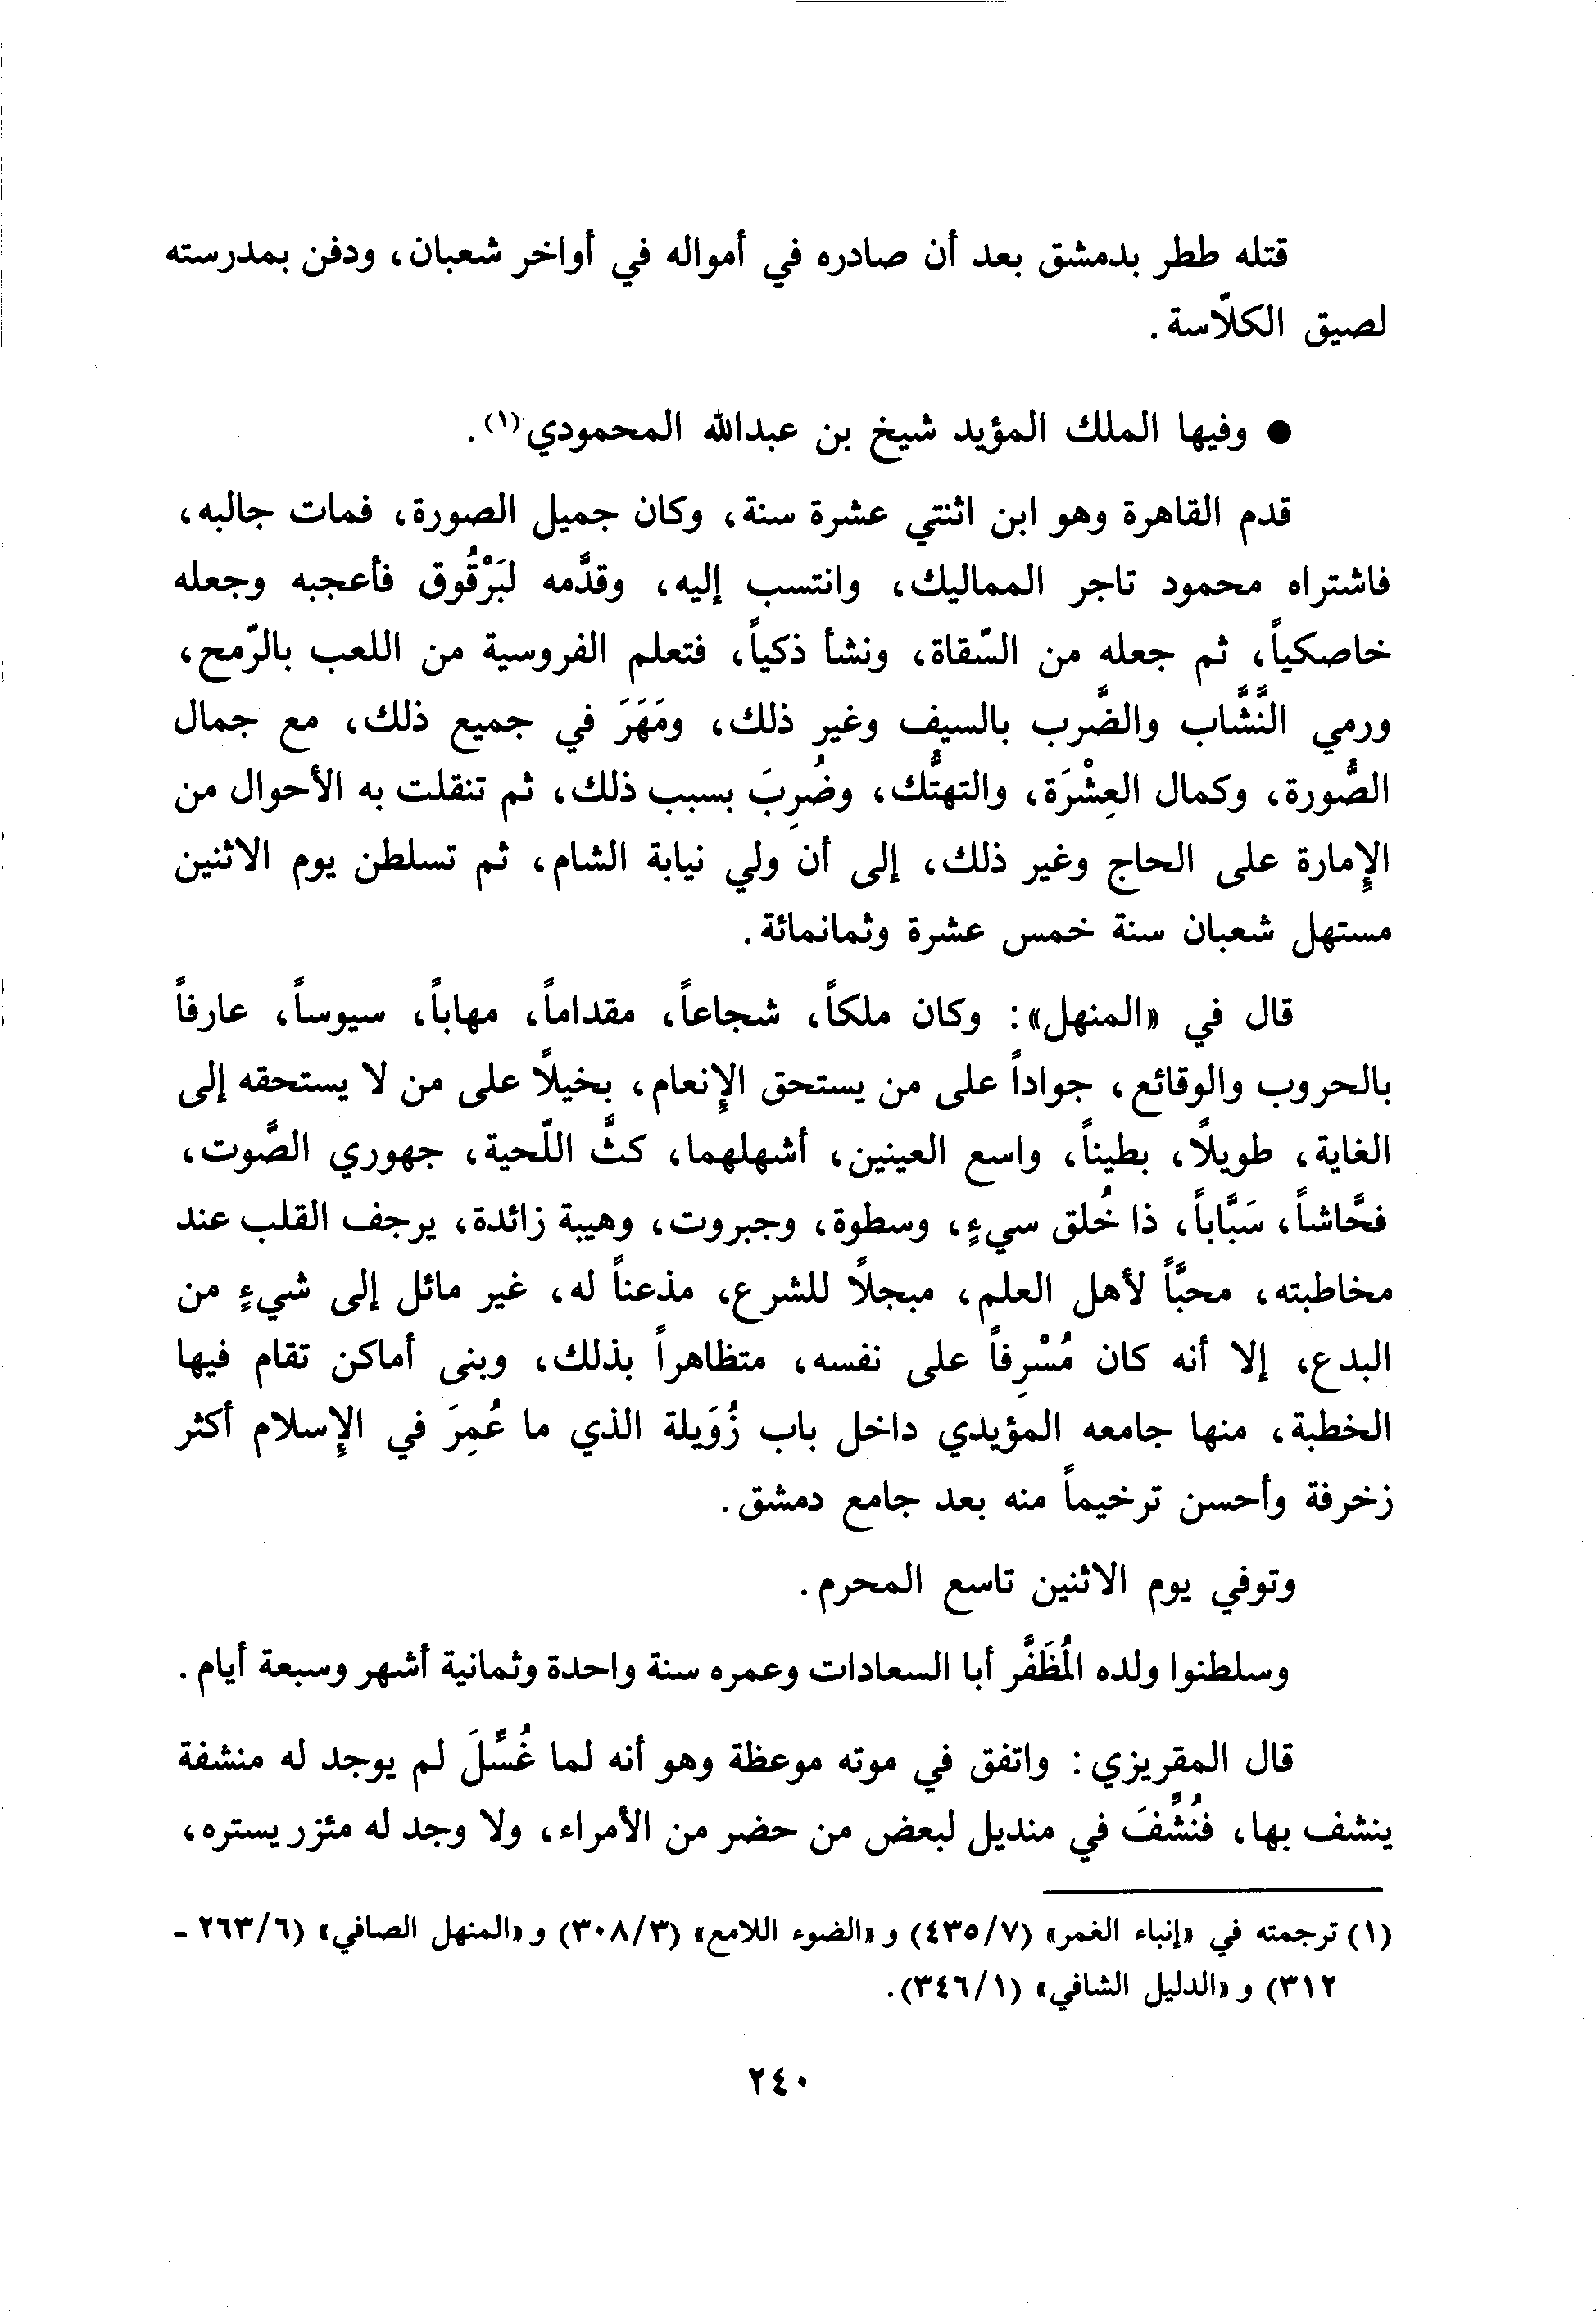 قتله ططر بدمشق بعد أن صادره في أمواله في أواخر شعبان، ودفن بمدرسته
لصيق الكلّاسة.
● وفيها الملك المؤيد شيخ بن عبدالله المحمودي(١).
قدم القاهرة وهو ابن اثنتي عشرة سنة، وكان جميل الصورة، فمات جالبه،
فاشتراه محمود تاجر المماليك، وانتسب إليه، وقدَّمه لبَرْقُوق فأعجبه وجعله
خاصكياً، ثم جعله من السّقاة، ونشأ ذكياً، فتعلم الفروسية من اللعب بالرّمح،
ورمي النَّشَّاب والضَّرب بالسيف وغير ذلك، ومَهَرَ في جميع ذلك، مع جمال
الصُّورة، وكمال العِشْرَة، والتهتُّك، وضُرِبَ بسبب ذلك، ثم تنقلت به الأحوال من
الإمارة على الحاج وغير ذلك، إلى أن ولي نيابة الشام، ثم تسلطن يوم الاثنين
مستهل شعبان سنة خمس عشرة وثمانمائة.
قال في «المنهل»: وكان ملكاً، شجاعاً، مقداماً، مهاباً، سيوساً، عارفاً
بالحروب والوقائع، جواداً على من يستحق الإنعام، بخيلاً على من لا يستحقه إلى
الغاية، طويلاً، بطيناً، واسع العينين، أشهلهما، كثَّ اللّحية، جهوري الصَّوت،
فحَّاشاً، سَبَّاباً، ذا خُلق سيءٍ، وسطوة، وجبروت، وهيبة زائدة، يرجف القلب عند
مخاطبته، محبَّاً لأهل العلم، مبجلاً للشرع، مذعناً له، غير مائل إلى شيءٍ من
البدع، إلا أنه كان مُسْرِفاً على نفسه، متظاهراً بذلك، وبنى أماكن تقام فيها
الخطبة، منها جامعه المؤيدي داخل باب زُوَيلة الذي ما عُمِرَ في الإسلام أكثر
زخرفة وأحسن ترخيماً منه بعد جامع دمشق.
وتوفي يوم الاثنين تاسع المحرم.
وسلطنوا ولده المُظَفَّر أبا السعادات وعمره سنة واحدة وثمانية أشهر وسبعة أيام.
قال المقريزي: واتفق في موته موعظة وهو أنه لما غُسِّلَ لم يوجد له منشفة
ينشف بها، فنُشِّفَ في منديل لبعض من حضر من الأمراء، ولا وجد له مئزر يستره،
(١) ترجمته في «إنباء الغمر» (٤٣٥/٧) و «الضوء اللامع» (٣٠٨/٣) و «المنهل الصافي» (٢٦٣/٦ ـ
٣١٢) و «الدليل الشافي» (٣٤٦/١).
٢٤٠